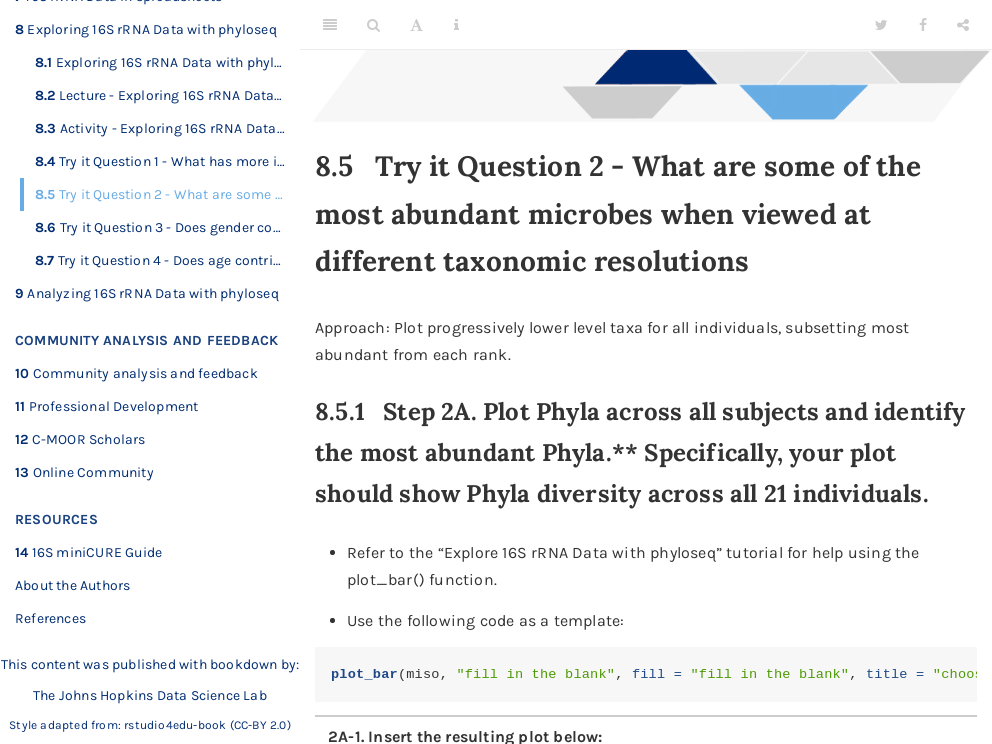 8 Exploring 16S rRNA Data with phyloseq
8.1 Exploring 16S rRNA Data with phyl...
8.2 Lecture - Exploring 16S rRNA Data...
8.3 Activity - Exploring 16S rRNA Data...
8.4 Try it Question 1 - What has more i...
8.5 Try it Question 2 - What are some ...
8.6 Try it Question 3 - Does gender co...
8.7 Try it Question 4 - Does age contri...
9 Analyzing 16S rRNA Data with phyloseq
COMMUNITY ANALYSIS AND FEEDBACK
10 Community analysis and feedback
11 Professional Development
12 C-MOOR Scholars
13 Online Community
RESOURCES
14 16S miniCURE Guide
About the Authors
References
This content was published with bookdown by:
The Johns Hopkins Data Science Lab
Style adapted from: rstudio4edu-book (CC-BY 2.0)
8.5 Try it Question 2 - What are some of the
most abundant microbes when viewed at
different taxonomic resolutions
Approach: Plot progressively lower level taxa for all individuals, subsetting most
abundant from each rank.
8.5.1 Step 2A. Plot Phyla across all subjects and identify
the most abundant Phyla.** Specifically, your plot
should show Phyla diversity across all 21 individuals.
• Refer to the “Explore 16S rRNA Data with phyloseq” tutorial for help using the
plot_bar() function.
• Use the following code as a template:
plot_bar(miso, "fill in the blank", fill = "fill in the blank", title = "choos
2A-1. Insert the resulting plot below: